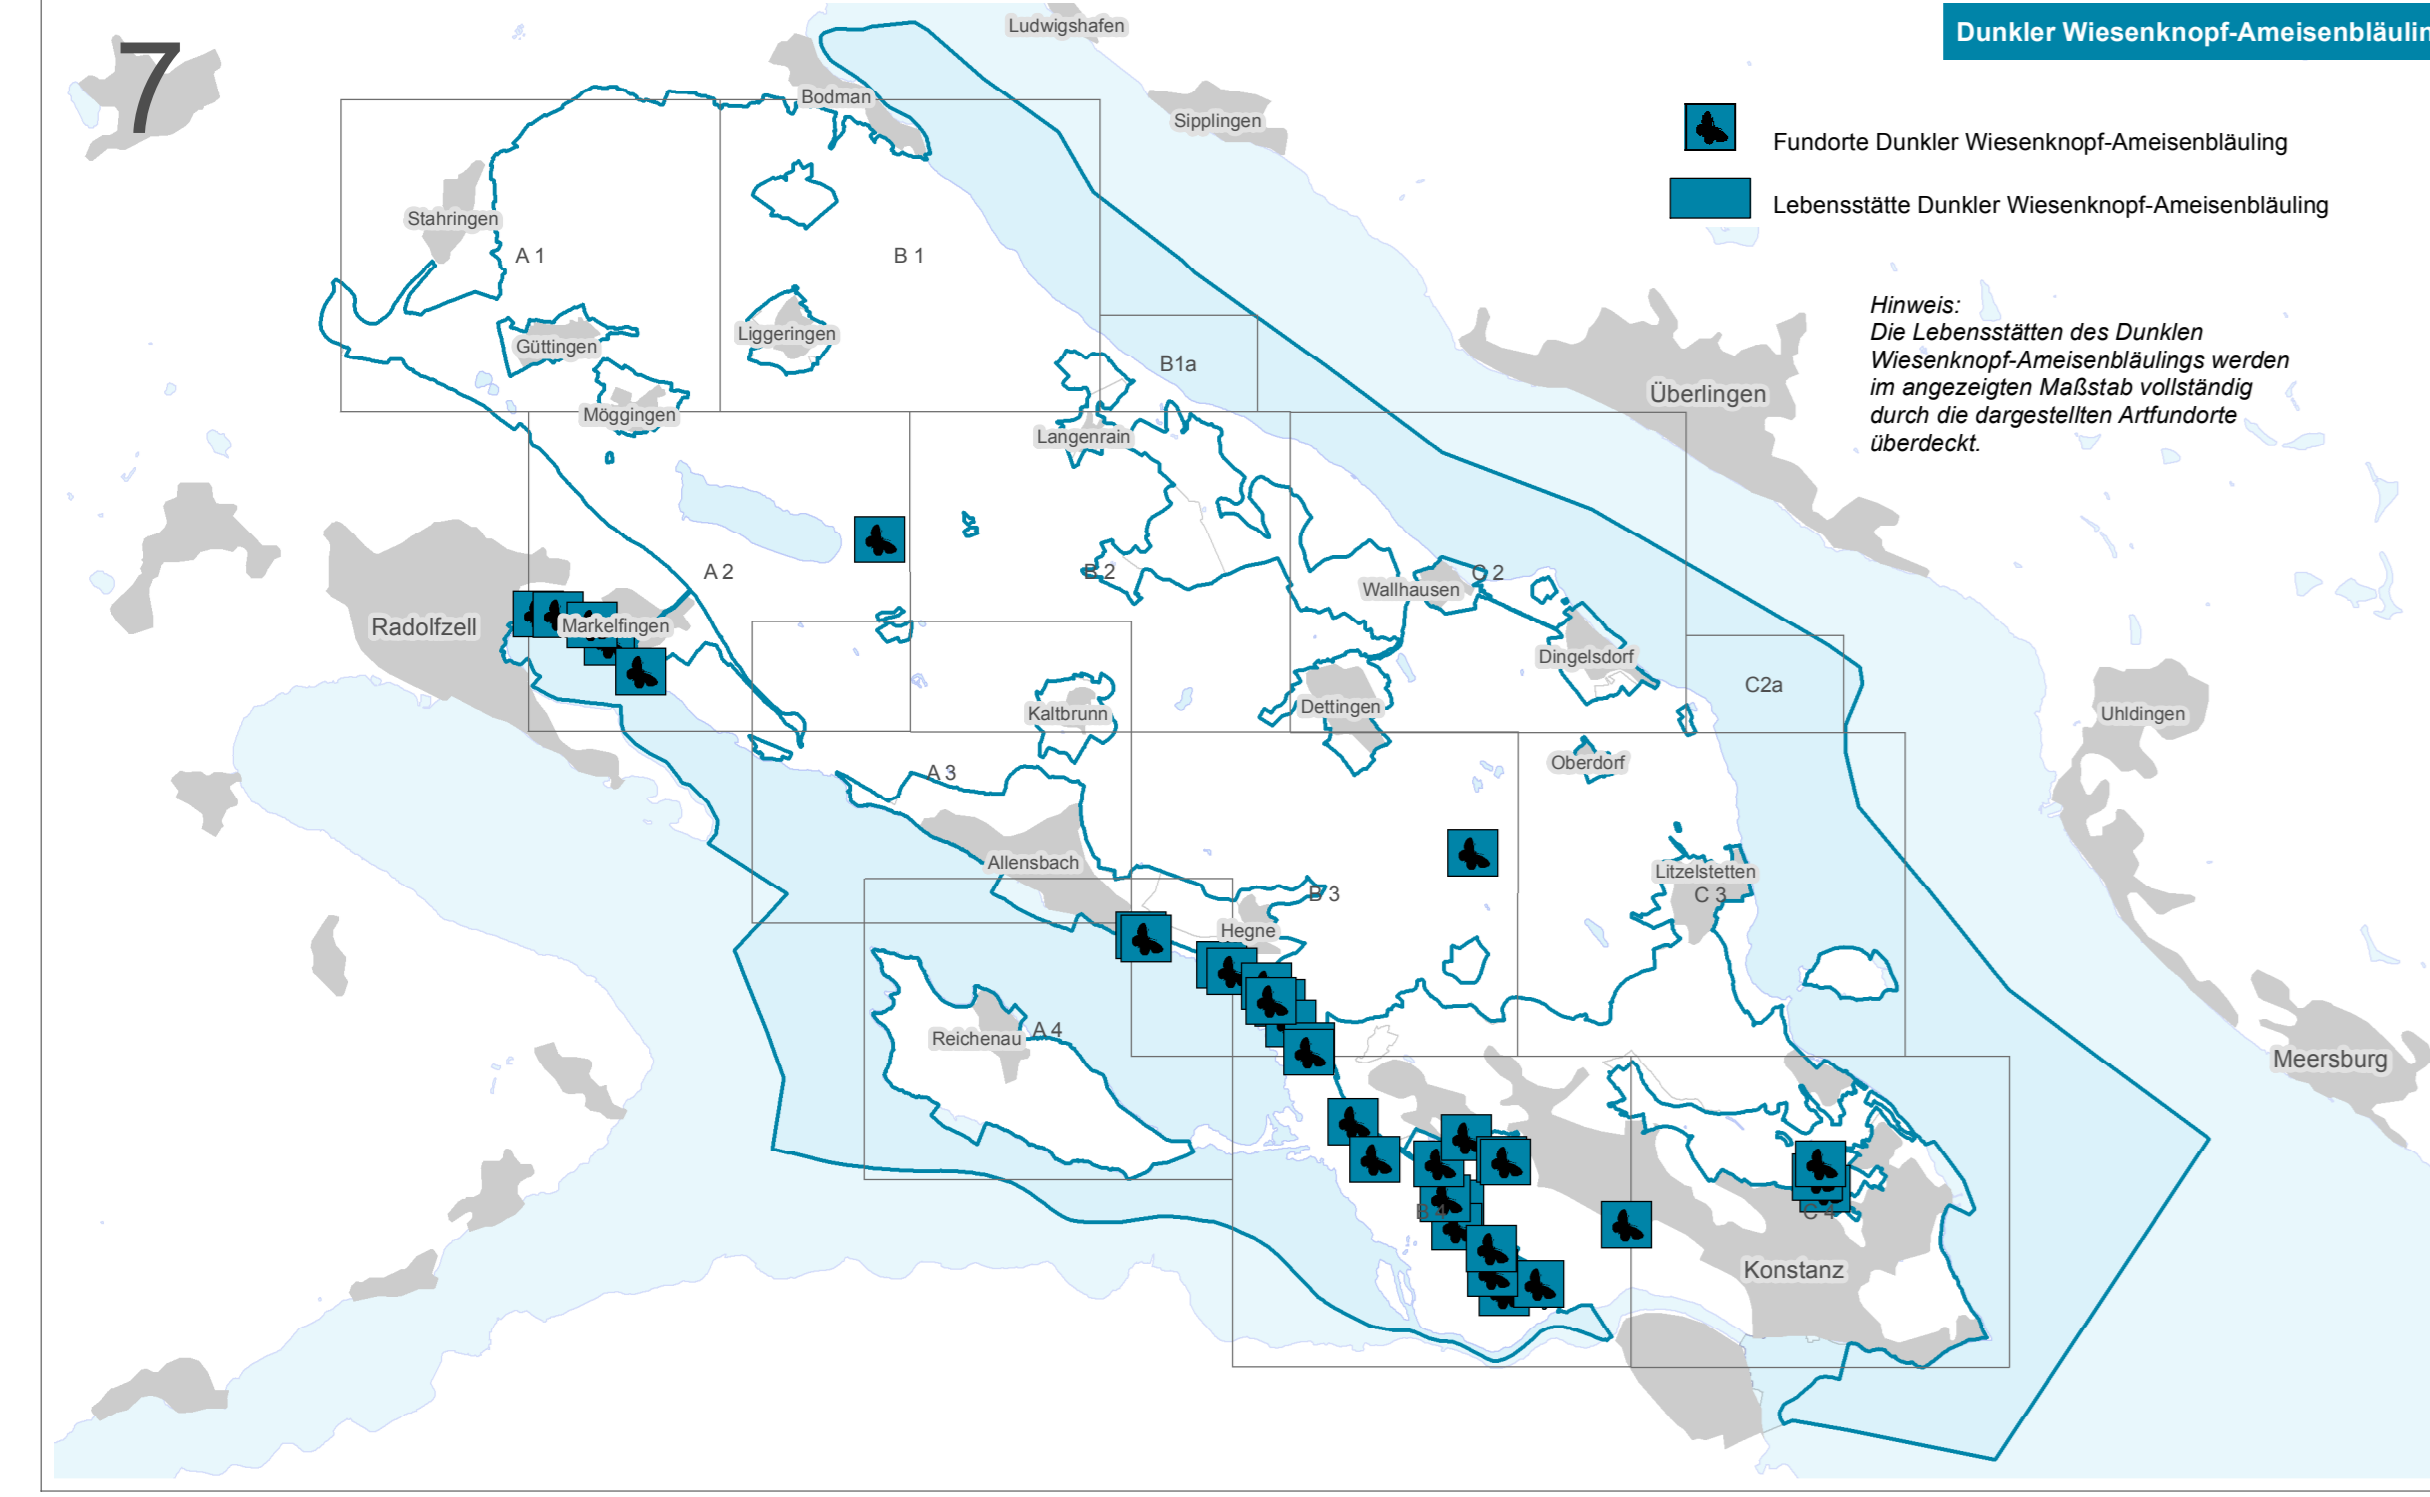 7
Dunkler Wiesenknopf-Ameisenbläulin
Fundorte Dunkler Wiesenknopf-Ameisenbläuling
Lebensstätte Dunkler Wiesenknopf-Ameisenbläuling
Hinweis:
Die Lebensstätten des Dunklen
Wiesenknopf-Ameisenbläulings werden
im angezeigten Maßstab vollständig
durch die dargestellten Artfundorte
überdeckt.
Ludwigshafen
Bodman
Sipplingen
Stahringen
A 1
B 1
Liggeringen
Güttingen
B1a
Überlingen
Möggingen
Langenrain
A 2
B 2
C 2
Wallhausen
Radolfzell
Markelfingen
Dingelsdorf
C2a
Kaltbrunn
Dettingen
Uhldingen
Oberdorf
A 3
Allensbach
Litzelstetten
B 3
C 3
Hegne
Reichenau
A 4
Meersburg
B 4
C 4
Konstanz